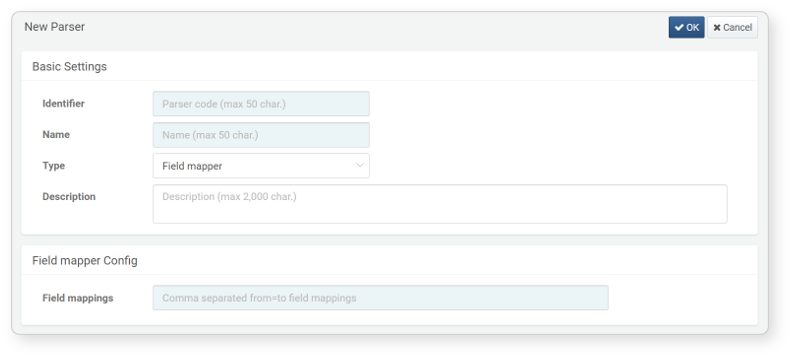 New Parser
OK Cancel
Basic Settings
Identifier Parser code (max 50 char.)
Name Name (max 50 char.)
Type Field mapper
Description Description (max 2,000 char.)
Field mapper Config
Field mappings Comma separated from=to field mappings